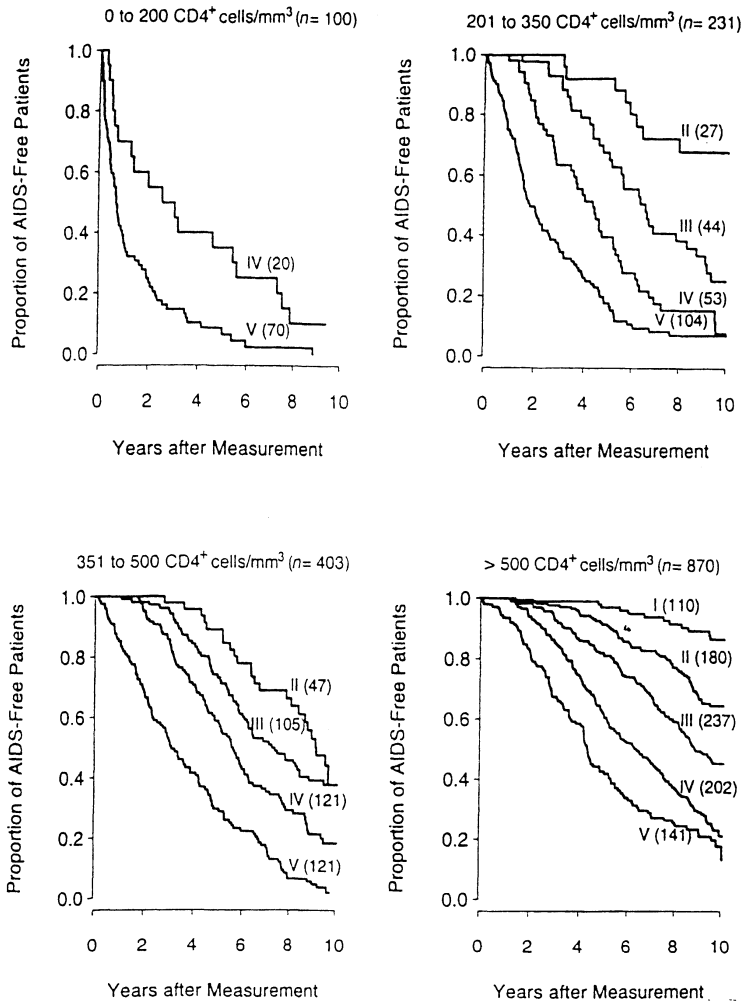 0 to 200 CD4⁺ cells/mm³ (n= 100)
Proportion of AIDS-Free Patients
1.0
0.8
0.6
0.4
0.2
0.0
IV (20)
V (70)
0 2 4 6 8 10
Years after Measurement
201 to 350 CD4⁺ cells/mm³ (n= 231)
Proportion of AIDS-Free Patients
1.0
0.8
0.6
0.4
0.2
0.0
II (27)
III (44)
IV (53)
V (104)
0 2 4 6 8 10
Years after Measurement
351 to 500 CD4⁺ cells/mm³ (n= 403)
Proportion of AIDS-Free Patients
1.0
0.8
0.6
0.4
0.2
0.0
II (47)
III (105)
IV (121)
V (121)
0 2 4 6 8 10
Years after Measurement
> 500 CD4⁺ cells/mm³ (n= 870)
Proportion of AIDS-Free Patients
1.0
0.8
0.6
0.4
0.2
0.0
I (110)
II (180)
III (237)
IV (202)
V (141)
0 2 4 6 8 10
Years after Measurement